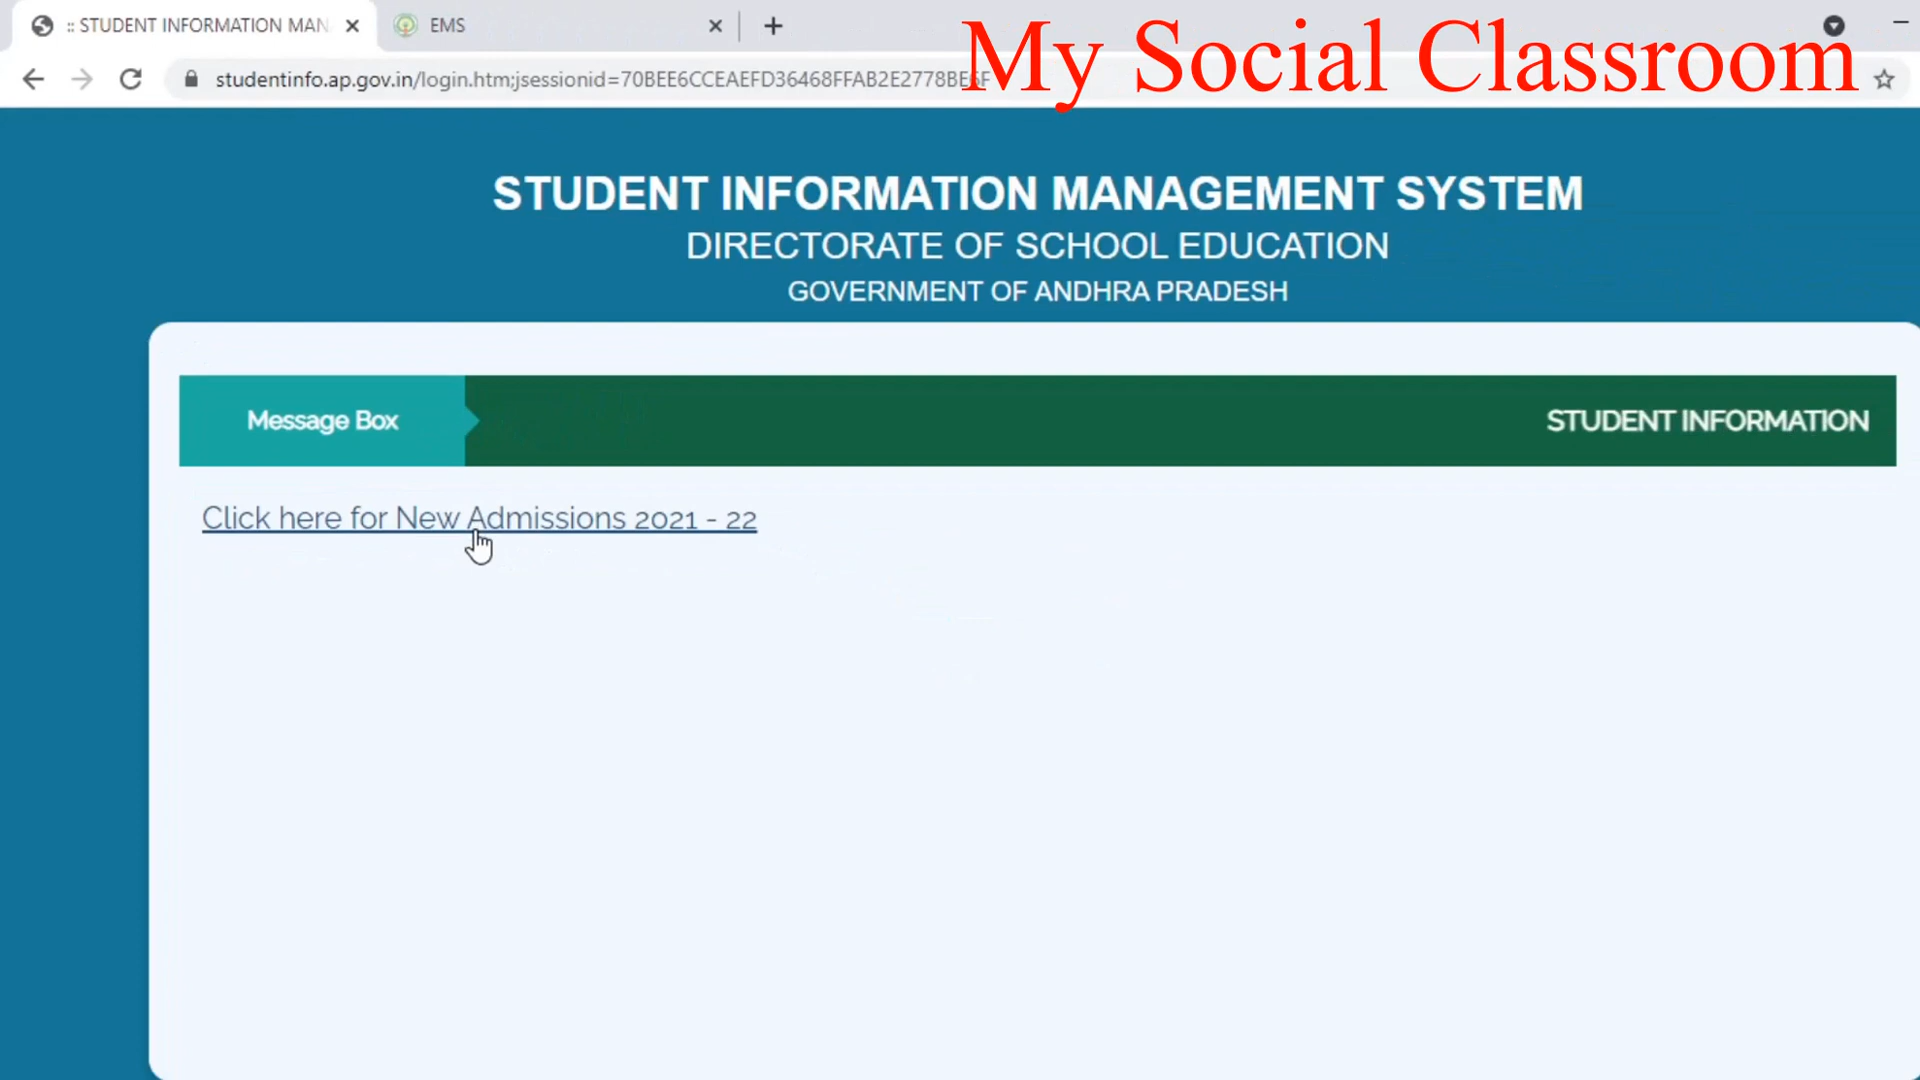 :: STUDENT INFORMATION MAN
EMS
My Social Classroom
studentinfo.ap.gov.in/login.htm;jsessionid=70BEE6CCEAEFD36468FFAB2E2778BE6F
STUDENT INFORMATION MANAGEMENT SYSTEM
DIRECTORATE OF SCHOOL EDUCATION
GOVERNMENT OF ANDHRA PRADESH
Message Box
STUDENT INFORMATION
Click here for New Admissions 2021 - 22